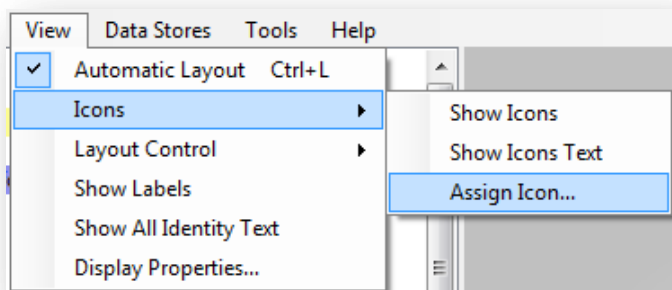 View Data Stores Tools Help
Automatic Layout Ctrl+L
Icons
Layout Control
Show Labels
Show All Identity Text
Display Properties...
Show Icons
Show Icons Text
Assign Icon...